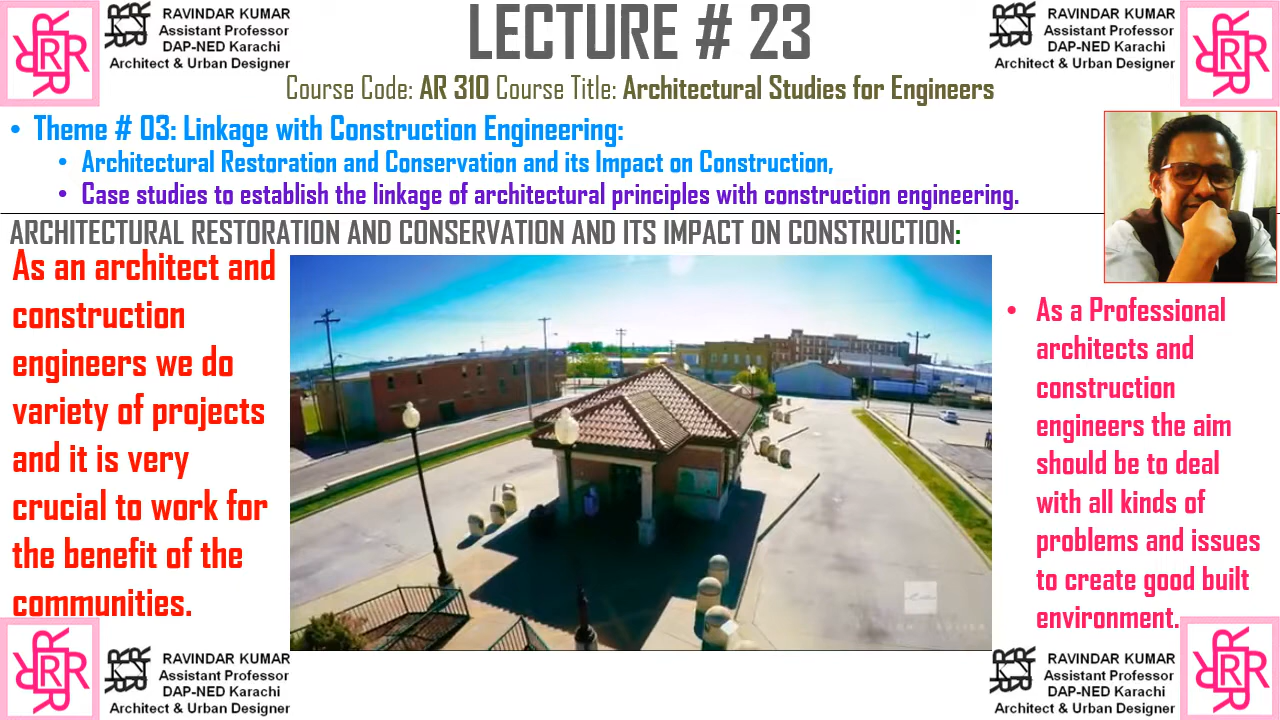 RAVINDAR KUMAR
Assistant Professor
DAP-NED Karachi
Architect & Urban Designer
LECTURE # 23
RAVINDAR KUMAR
Assistant Professor
DAP-NED Karachi
Architect & Urban Designer
Course Code: AR 310 Course Title: Architectural Studies for Engineers
• Theme # 03: Linkage with Construction Engineering:
• Architectural Restoration and Conservation and its Impact on Construction,
• Case studies to establish the linkage of architectural principles with construction engineering.
ARCHITECTURAL RESTORATION AND CONSERVATION AND ITS IMPACT ON CONSTRUCTION:
As an architect and
construction
engineers we do
variety of projects
and it is very
crucial to work for
the benefit of the
communities.
• As a Professional
architects and
construction
engineers the aim
should be to deal
with all kinds of
problems and issues
to create good built
environment.
RAVINDAR KUMAR
Assistant Professor
DAP-NED Karachi
Architect & Urban Designer
RAVINDAR KUMAR
Assistant Professor
DAP-NED Karachi
Architect & Urban Designer